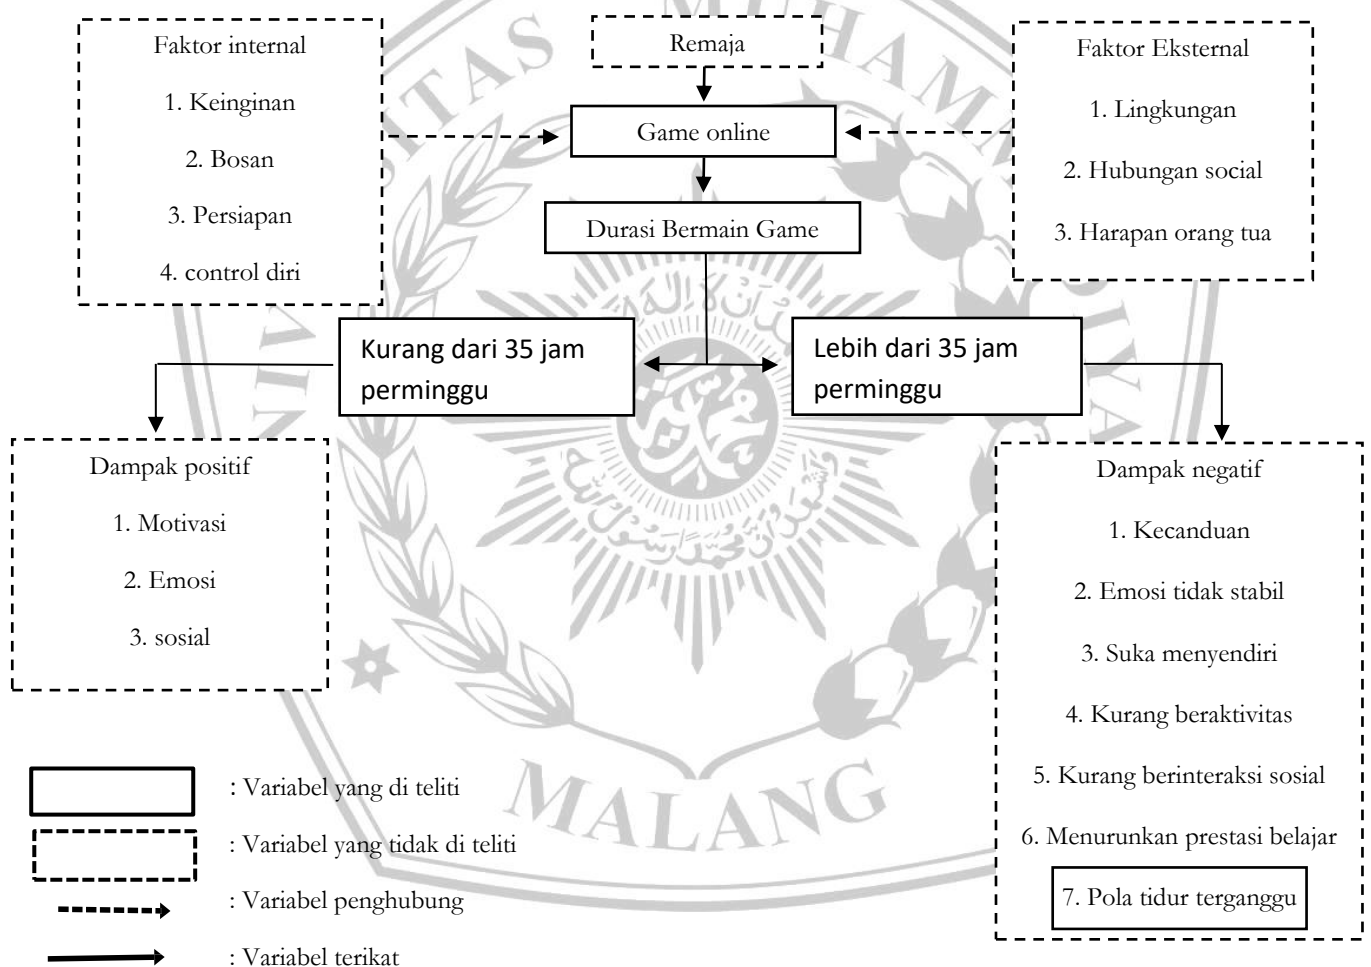 Faktor internal
1. Keinginan
2. Bosan
3. Persiapan
4. control diri
Remaja
Game online
Durasi Bermain Game
Faktor Eksternal
1. Lingkungan
2. Hubungan social
3. Harapan orang tua
Kurang dari 35 jam
perminggu
Lebih dari 35 jam
perminggu
Dampak positif
1. Motivasi
2. Emosi
3. sosial
Dampak negatif
1. Kecanduan
2. Emosi tidak stabil
3. Suka menyendiri
4. Kurang beraktivitas
5. Kurang berinteraksi sosial
6. Menurunkan prestasi belajar
7. Pola tidur terganggu
: Variabel yang di teliti
: Variabel yang tidak di teliti
: Variabel penghubung
: Variabel terikat
MALANG